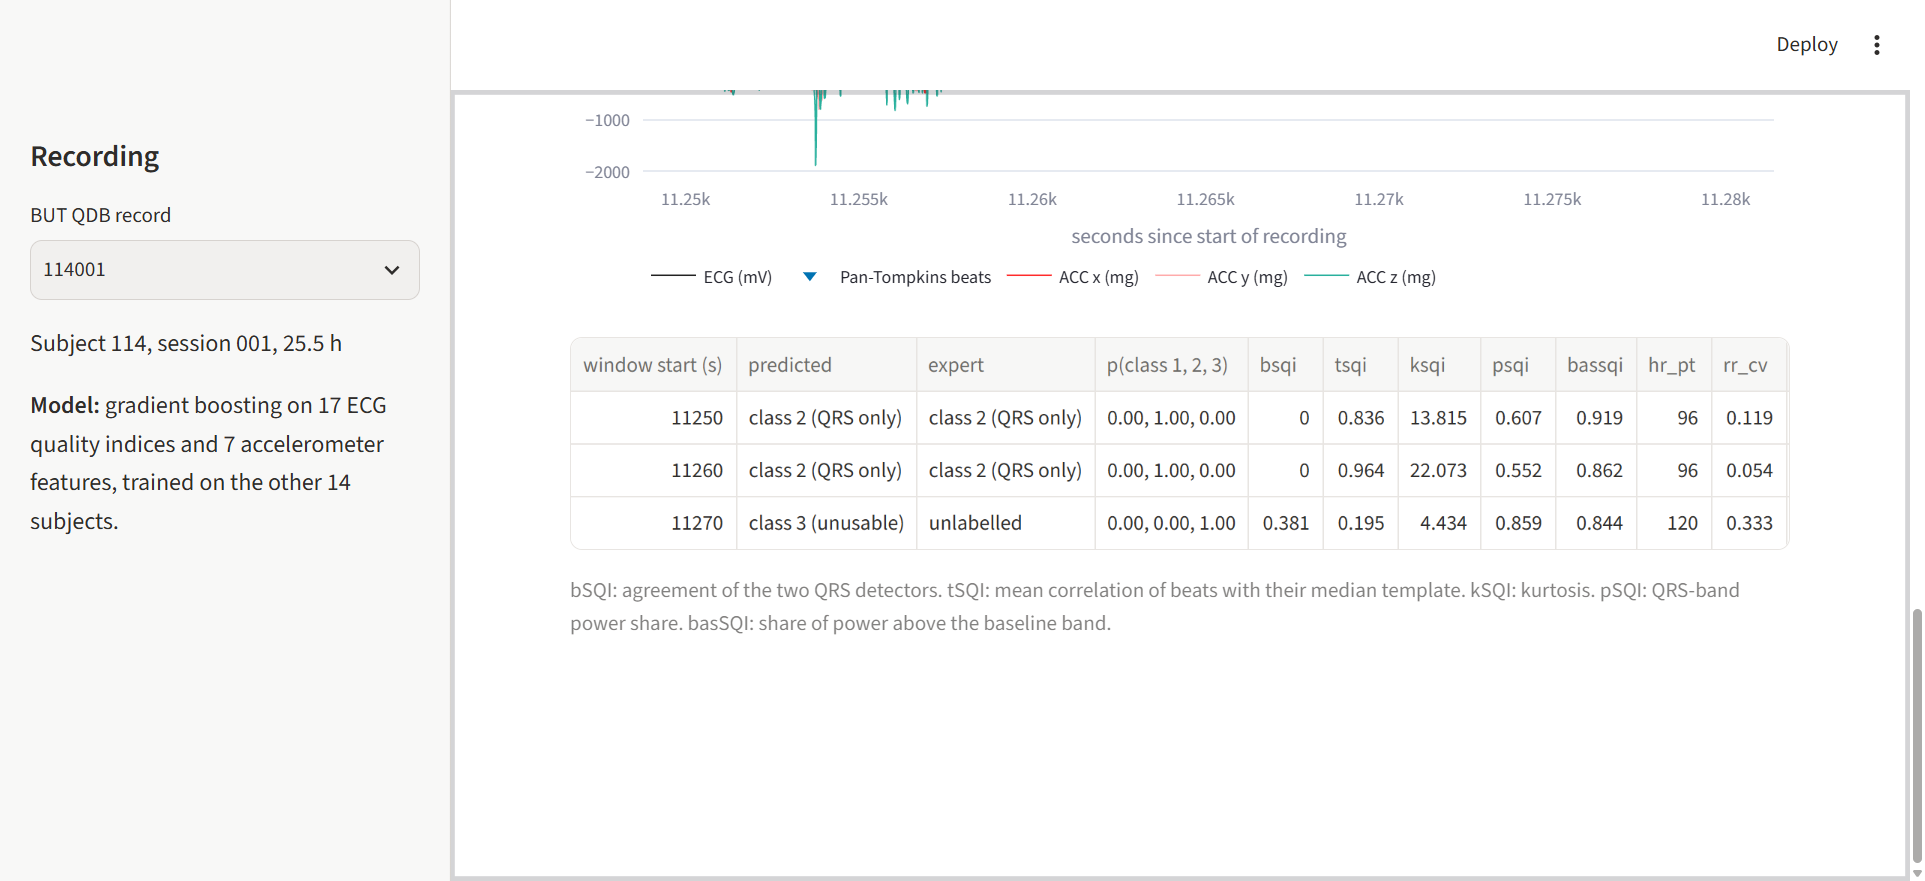 Deploy
Recording
BUT QDB record
114001
Subject 114, session 001, 25.5 h
Model: gradient boosting on 17 ECG
quality indices and 7 accelerometer
features, trained on the other 14
subjects.
−1000
−2000
11.25k 11.255k 11.26k 11.265k 11.27k 11.275k 11.28k
seconds since start of recording
ECG (mV) Pan-Tompkins beats ACC x (mg) ACC y (mg) ACC z (mg)
window start (s) predicted expert p(class 1, 2, 3) bsqi tsqi ksqi psqi bassqi hr_pt rr_cv
11250 class 2 (QRS only) class 2 (QRS only) 0.00, 1.00, 0.00 0 0.836 13.815 0.607 0.919 96 0.119
11260 class 2 (QRS only) class 2 (QRS only) 0.00, 1.00, 0.00 0 0.964 22.073 0.552 0.862 96 0.054
11270 class 3 (unusable) unlabelled 0.00, 0.00, 1.00 0.381 0.195 4.434 0.859 0.844 120 0.333
bSQI: agreement of the two QRS detectors. tSQI: mean correlation of beats with their median template. kSQI: kurtosis. pSQI: QRS-band
power share. basSQI: share of power above the baseline band.